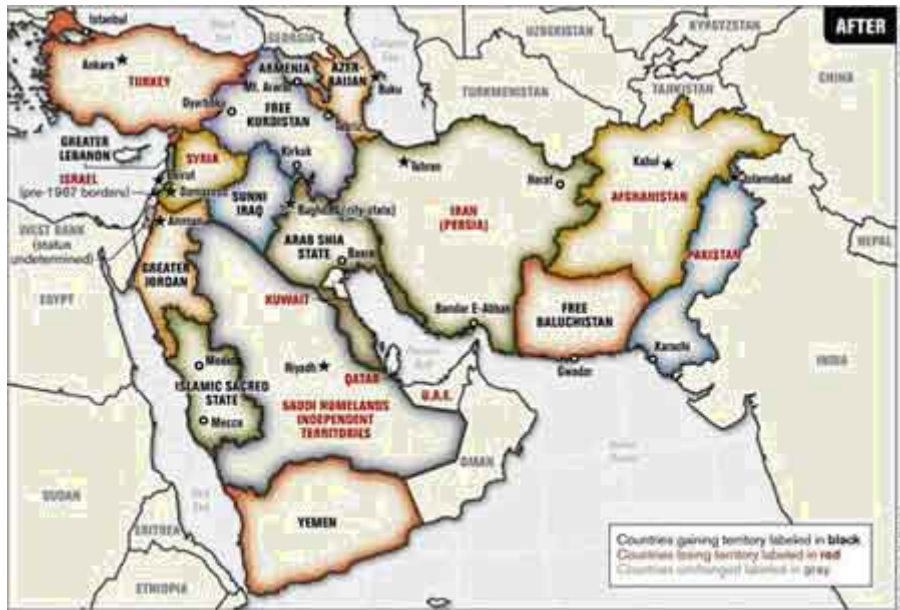 AFTER
Istanbul
Ankara
TURKEY
GEORGIA
ARMENIA
Mt. Ararat
AZER-
BAIJAN
Baku
UZBEKISTAN
KYRGYZSTAN
TAJIKISTAN
TURKMENISTAN
CHINA
FREE
KURDISTAN
Kirkuk
GREATER
LEBANON
SYRIA
ISRAEL
(pre-1967 borders)
Beirut
Damascus
SUNNI
IRAQ
Baghdad (city-state)
WEST BANK
(status
undetermined)
Amman
GREATER
JORDAN
ARAB SHIA
STATE
Basra
Tehran
IRAN
(PERSIA)
Herat
Kabul
AFGHANISTAN
Islamabad
PAKISTAN
NEPAL
INDIA
EGYPT
KUWAIT
Bandar E-Abbas
FREE
BALUCHISTAN
Gwadar
Karachi
Medina
ISLAMIC SACRED
STATE
Mecca
Riyadh
QATAR
SAUDI HOMELANDS
INDEPENDENT
TERRITORIES
U.A.E.
OMAN
YEMEN
SUDAN
ERITREA
ETHIOPIA
Countries gaining territory labeled in black
Countries losing territory labeled in red
Countries unchanged labeled in gray